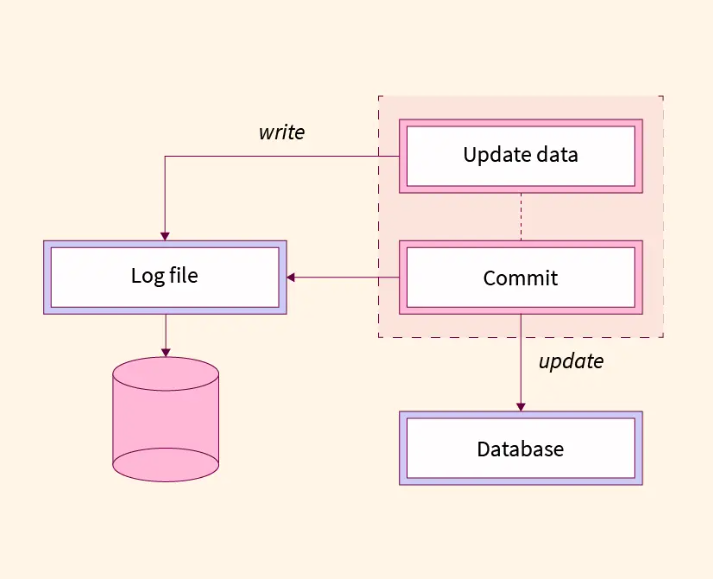 write
Update data
Log file
Commit
update
Database